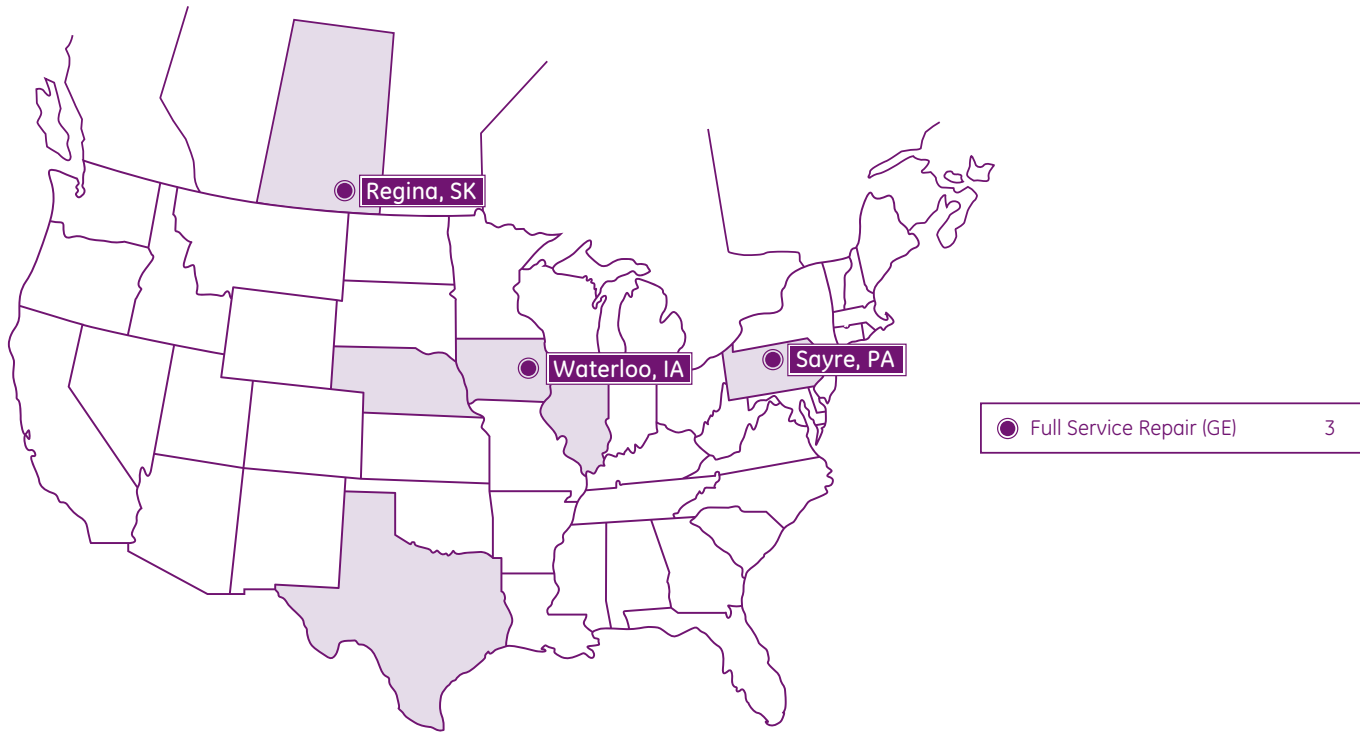 Regina, SK
Waterloo, IA
Sayre, PA
Full Service Repair (GE) 3